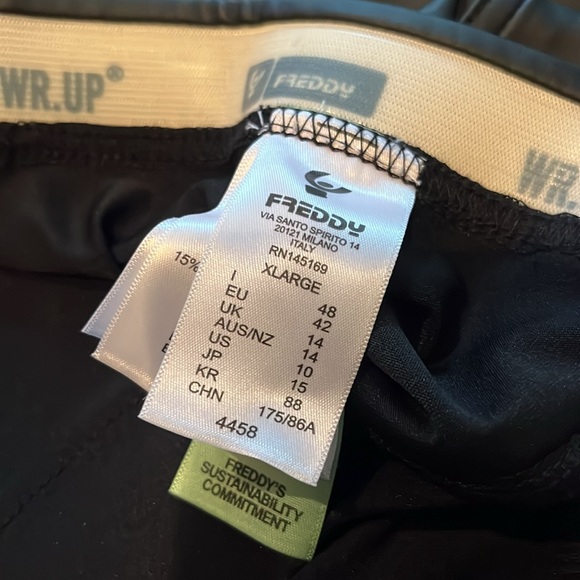 WR.UP®
FREDDY
WR.
FREDDY
VIA SANTO SPIRITO 14
20121 MILANO
ITALY
RN145169
XLARGE
I 48
EU 42
UK 14
AUS/NZ 14
US 10
JP 15
KR 88
CHN 175/86A
4458
15%
FREDDY'S
SUSTAINABILITY
COMMITMENT